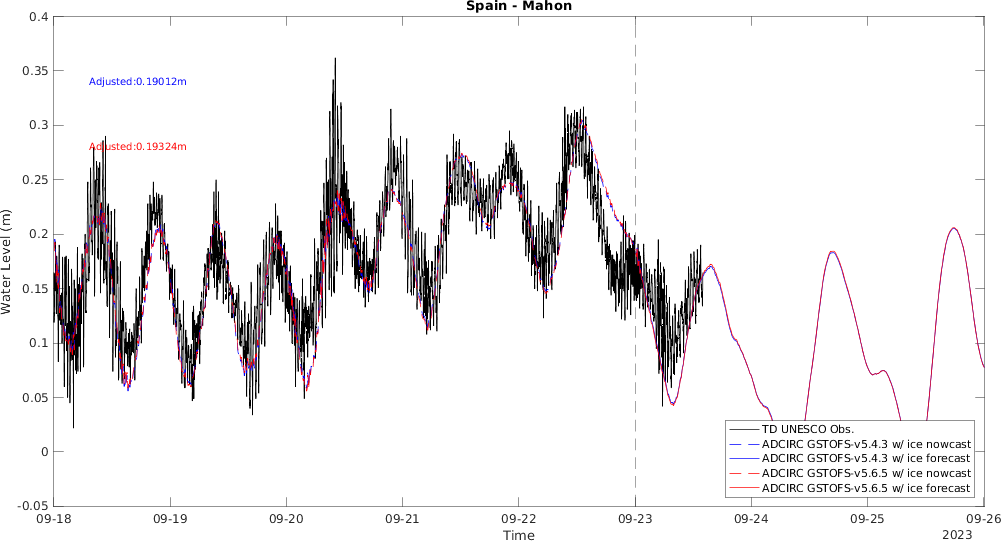 Spain - Mahon
0.4
0.35
0.3
0.25
0.2
0.15
0.1
0.05
0
-0.05
Water Level (m)
Adjusted:0.19012m
Adjusted:0.19324m
TD UNESCO Obs.
ADCIRC GSTOFS-v5.4.3 w/ ice nowcast
ADCIRC GSTOFS-v5.4.3 w/ ice forecast
ADCIRC GSTOFS-v5.6.5 w/ ice nowcast
ADCIRC GSTOFS-v5.6.5 w/ ice forecast
09-18 09-19 09-20 09-21 09-22 09-23 09-24 09-25 09-26
Time
2023